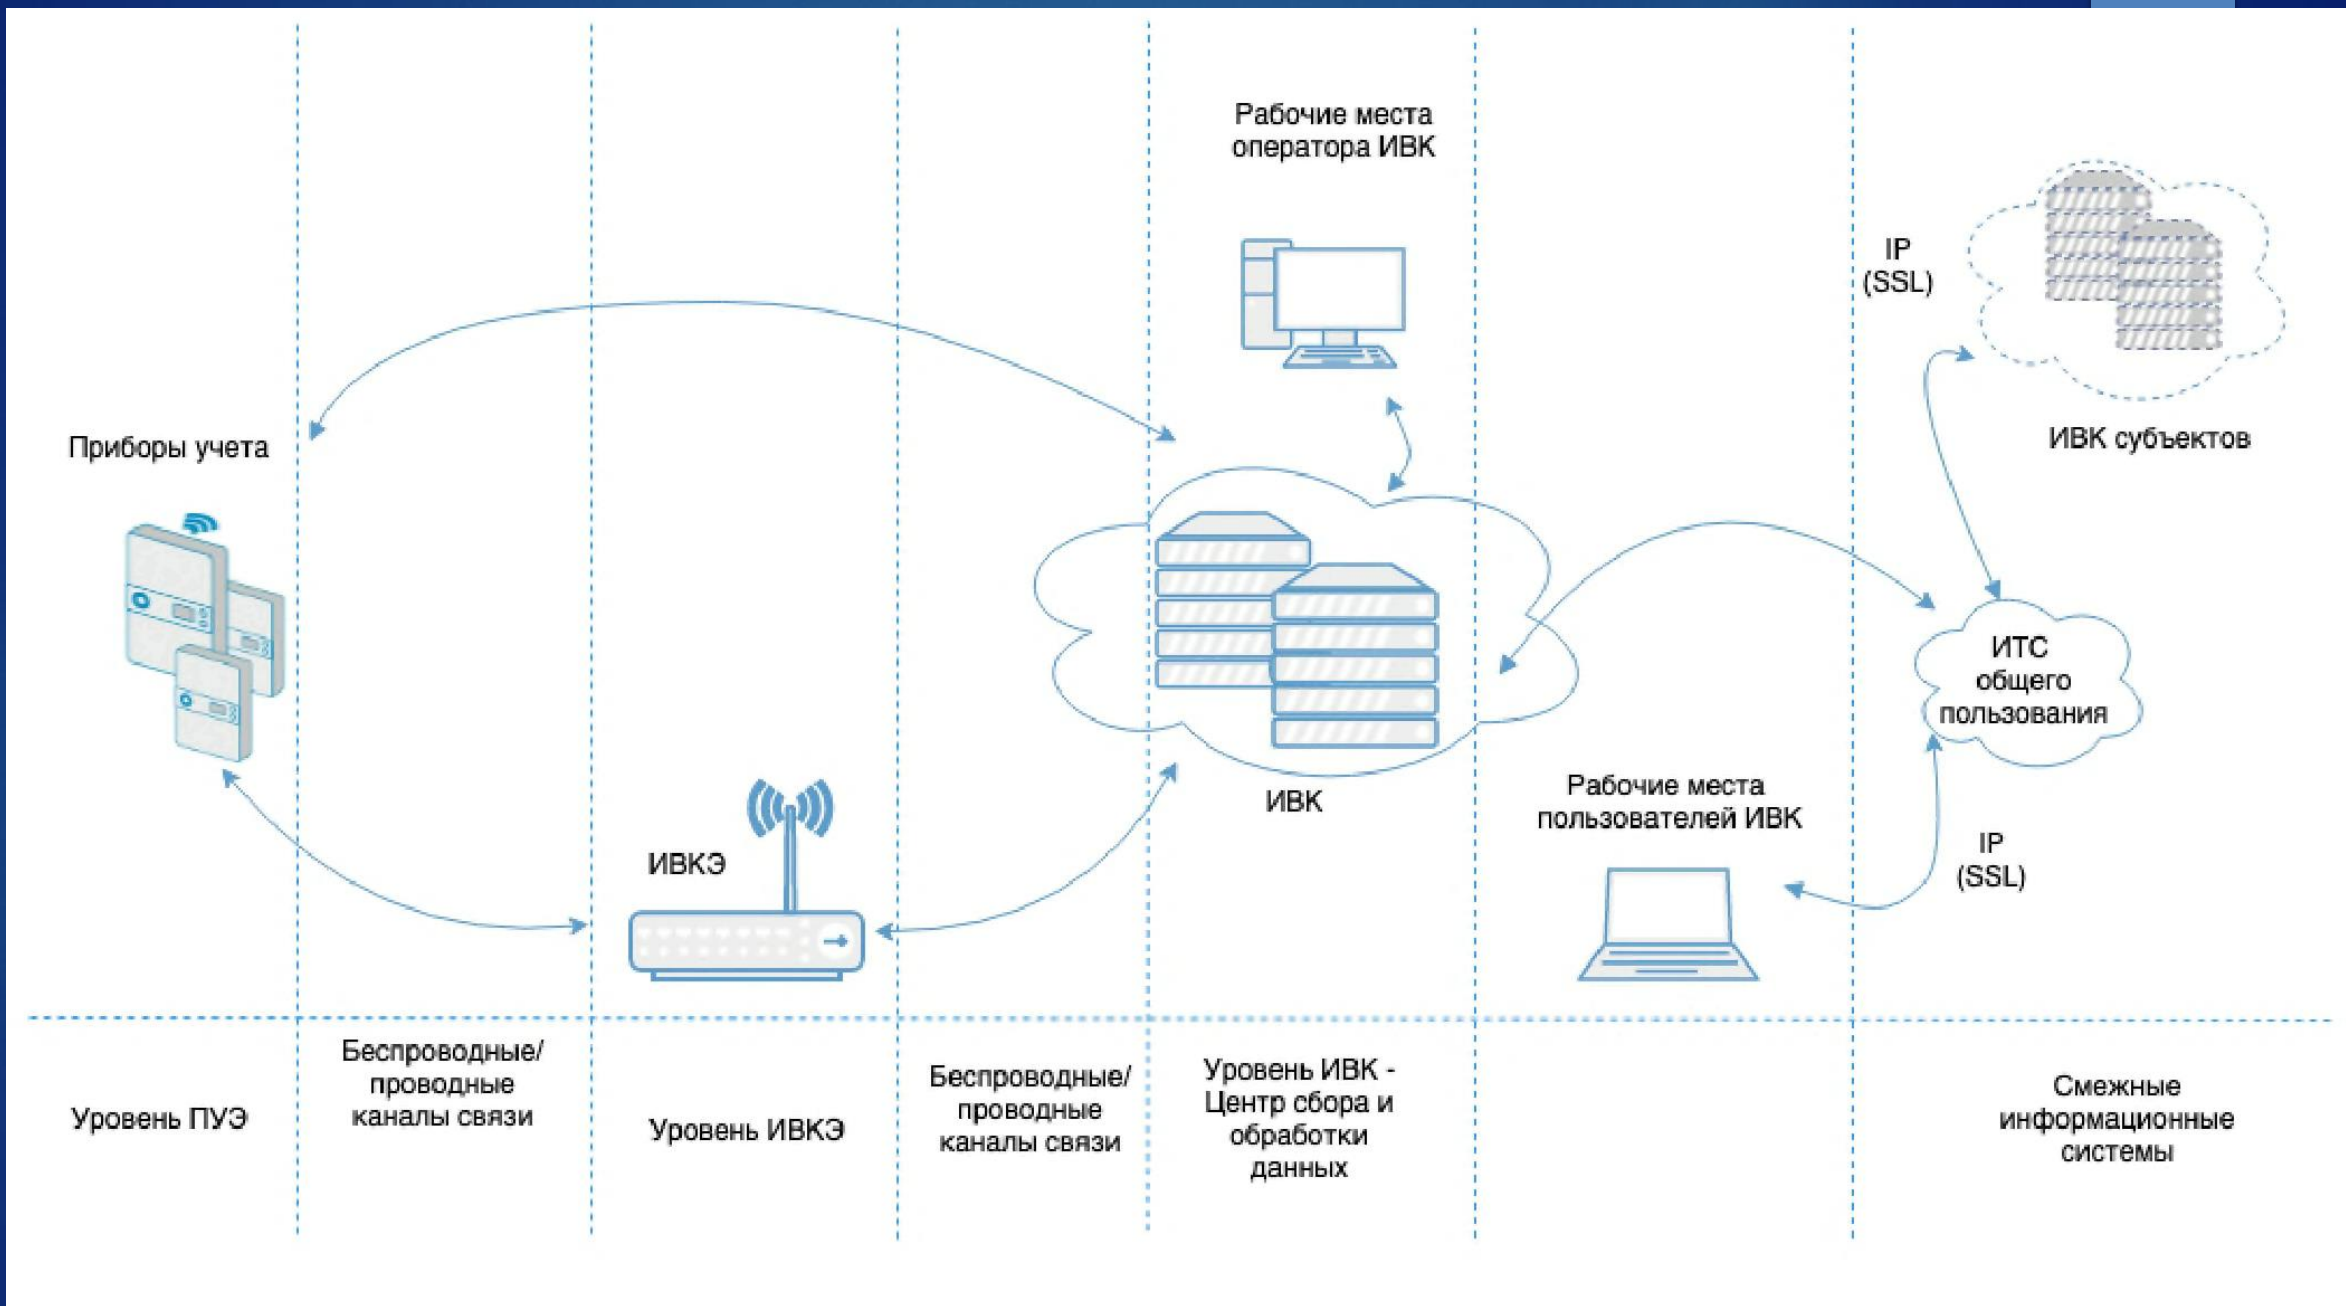 Рабочие места
оператора ИВК
IP
(SSL)
ИВК субъектов
Приборы учета
ИТС
общего
пользования
ИВК
Рабочие места
пользователей ИВК
ИВКЭ
IP
(SSL)
Уровень ПУЭ
Беспроводные/
проводные
каналы связи
Уровень ИВКЭ
Беспроводные/
проводные
каналы связи
Уровень ИВК -
Центр сбора и
обработки
данных
Смежные
информационные
системы